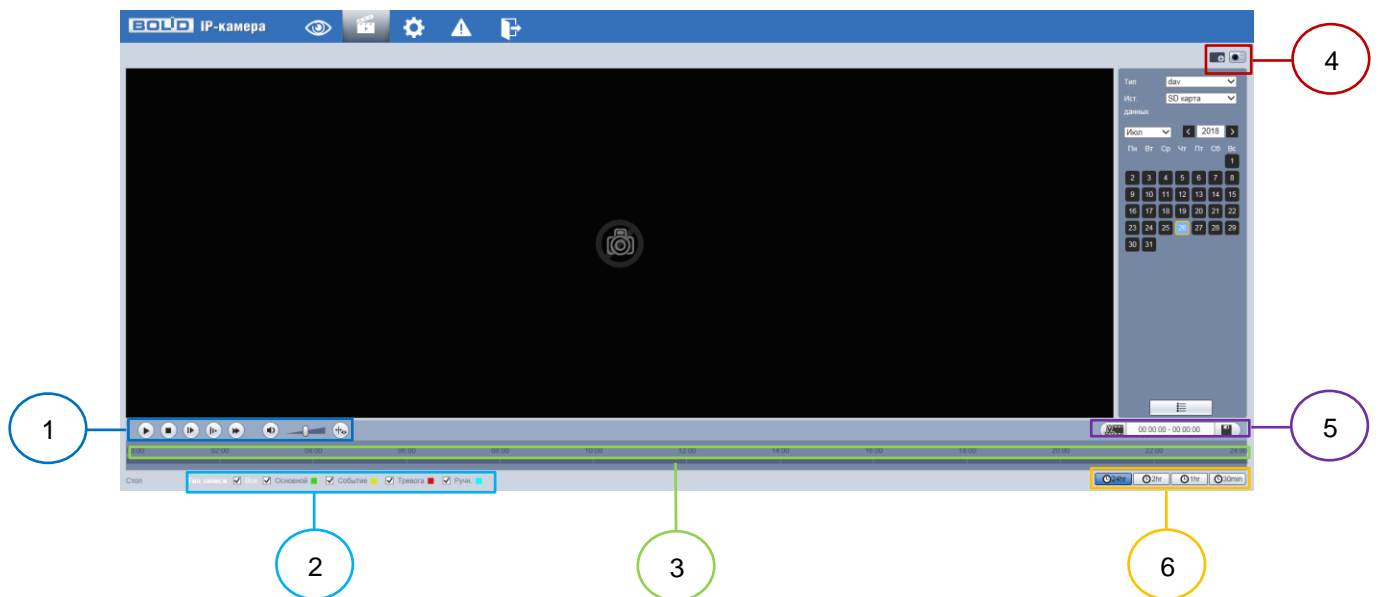 BOLID IP-камера
4
Тип dav
Ист. данных SD карта
Июл 2018
Пн Вт Ср Чт Пт Сб Вс
1
2 3 4 5 6 7 8
9 10 11 12 13 14 15
16 17 18 19 20 21 22
23 24 25 26 27 28 29
30 31
1
00:00:00 - 00:00:00
5
0:00 02:00 04:00 06:00 08:00 10:00 12:00 14:00 16:00 18:00 20:00 22:00 24:00
Стоп Тип записи Все Основной Событие Тревога Ручн. 24hr 2hr 1hr 30min
2
3
6